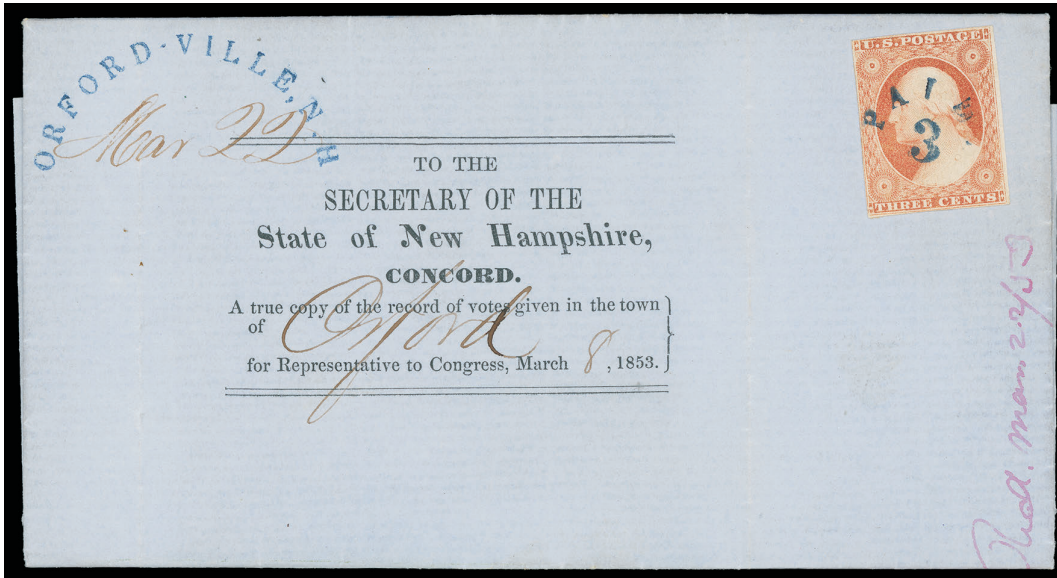 ORFORD-VILLE, N.H
Mar 22
U.S. POSTAGE
PAID
3
THREE CENTS
TO THE
SECRETARY OF THE
State of New Hampshire,
CONCORD.
A true copy of the record of votes given in the town
of Orford
for Representative to Congress, March 8, 1853.